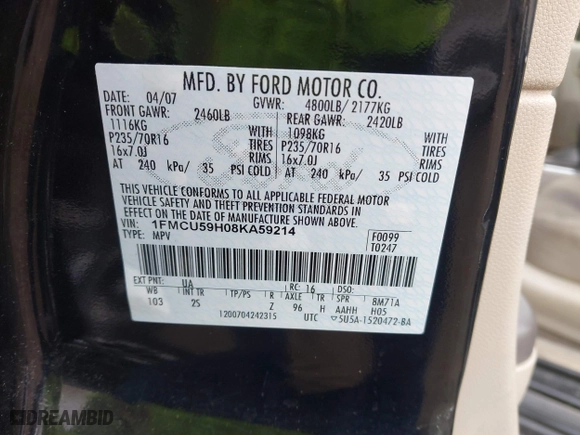 MFD. BY FORD MOTOR CO.
DATE: 04/07 GVWR: 4800LB/ 2177KG
FRONT GAWR: 2460LB REAR GAWR: 2420LB
1116KG WITH 1098KG WITH
P235/70R16 TIRES P235/70R16 TIRES
16x7.0J RIMS 16x7.0J RIMS
AT 240 kPa/ 35 PSI COLD AT 240 kPa/ 35 PSI COLD
THIS VEHICLE CONFORMS TO ALL APPLICABLE FEDERAL MOTOR
VEHICLE SAFETY AND THEFT PREVENTION STANDARDS IN
EFFECT ON THE DATE OF MANUFACTURE SHOWN ABOVE.
VIN: 1FMCU59H08KA59214 F0099
TYPE: MPV T0247
EXT PNT: UA RC: 16 DSO:
WB INT TR TP/PS R AXLE TR SPR 8M71A
103 2S Z 96 H AAHH H05
1200704242315 UTC 5U5A-1520472-BA
DREAMBID